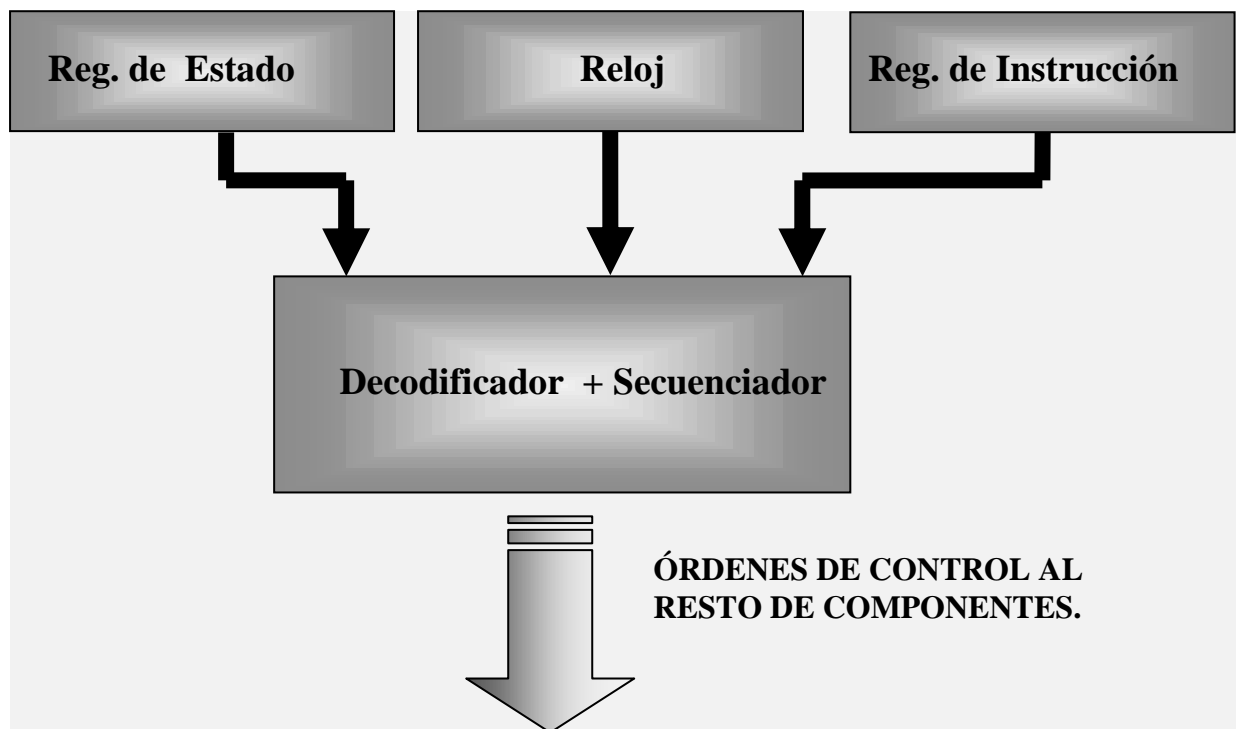 Reg. de Estado
Reloj
Reg. de Instrucción
Decodificador + Secuenciador
ÓRDENES DE CONTROL AL
RESTO DE COMPONENTES.